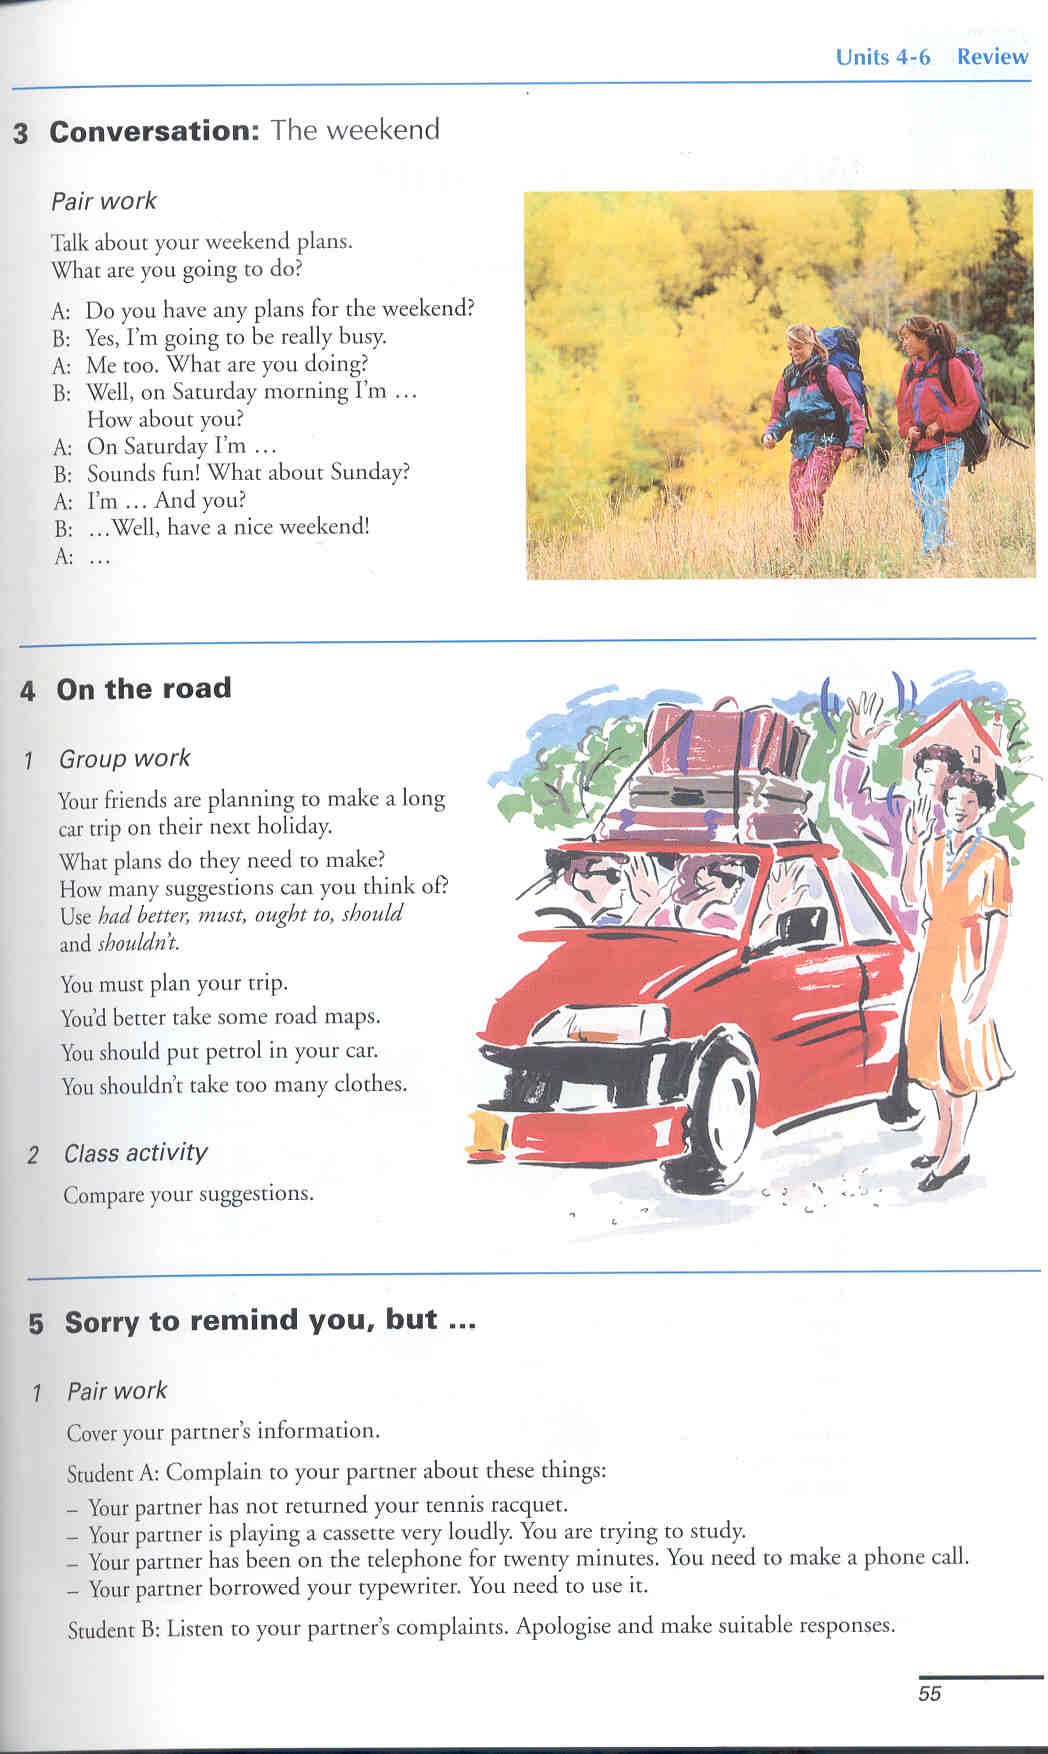 Units 4-6 Review
3 Conversation: The weekend
Pair work
Talk about your weekend plans.
What are you going to do?
A: Do you have any plans for the weekend?
B: Yes, I'm going to be really busy.
A: Me too. What are you doing?
B: Well, on Saturday morning I'm ...
How about you?
A: On Saturday I'm ...
B: Sounds fun! What about Sunday?
A: I'm ... And you?
B: ...Well, have a nice weekend!
A: ...
4 On the road
1 Group work
Your friends are planning to make a long
car trip on their next holiday.
What plans do they need to make?
How many suggestions can you think of?
Use had better, must, ought to, should
and shouldn't.
You must plan your trip.
You'd better take some road maps.
You should put petrol in your car.
You shouldn't take too many clothes.
2 Class activity
Compare your suggestions.
5 Sorry to remind you, but ...
1 Pair work
Cover your partner's information.
Student A: Complain to your partner about these things:
– Your partner has not returned your tennis racquet.
– Your partner is playing a cassette very loudly. You are trying to study.
– Your partner has been on the telephone for twenty minutes. You need to make a phone call.
– Your partner borrowed your typewriter. You need to use it.
Student B: Listen to your partner's complaints. Apologise and make suitable responses.
55